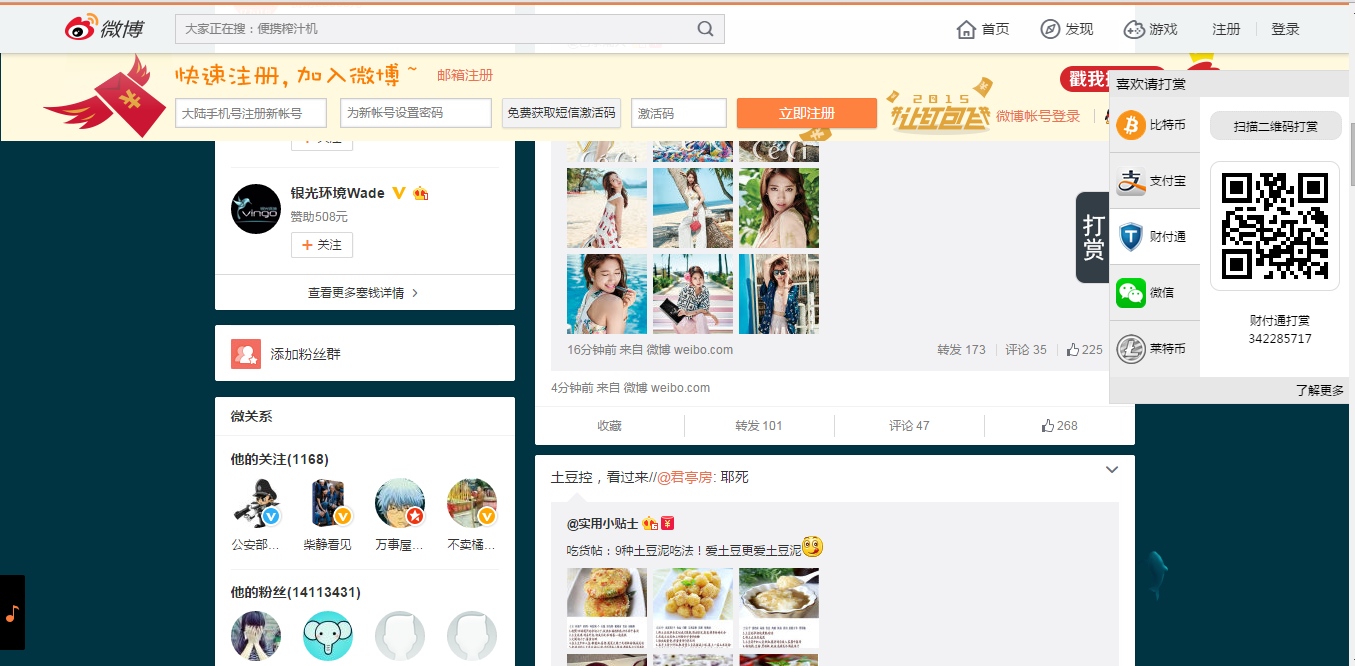 微博
大家正在搜：便携榨汁机
首页
发现
游戏
注册
登录
快速注册，加入微博~
邮箱注册
大陆手机号注册新帐号
为新帐号设置密码
免费获取短信激活码
激活码
立即注册
2015
让红包飞
微博帐号登录
戳我
喜欢请打赏
比特币
支付宝
财付通
微信
莱特币
扫描二维码打赏
财付通打赏
342285717
了解更多
打赏
vingo
银光环境Wade
赞助508元
+ 关注
查看更多塞钱详情 >
添加粉丝群
微关系
他的关注(1168)
公安部...
柴静看见
万事屋...
不卖橘...
他的粉丝(14113431)
CeCi
16分钟前 来自 微博 weibo.com
转发 173
评论 35
225
4分钟前 来自 微博 weibo.com
收藏
转发 101
评论 47
268
土豆控，看过来//@君亭房: 耶死
@实用小贴士
吃货帖：9种土豆泥吃法！爱土豆更爱土豆泥